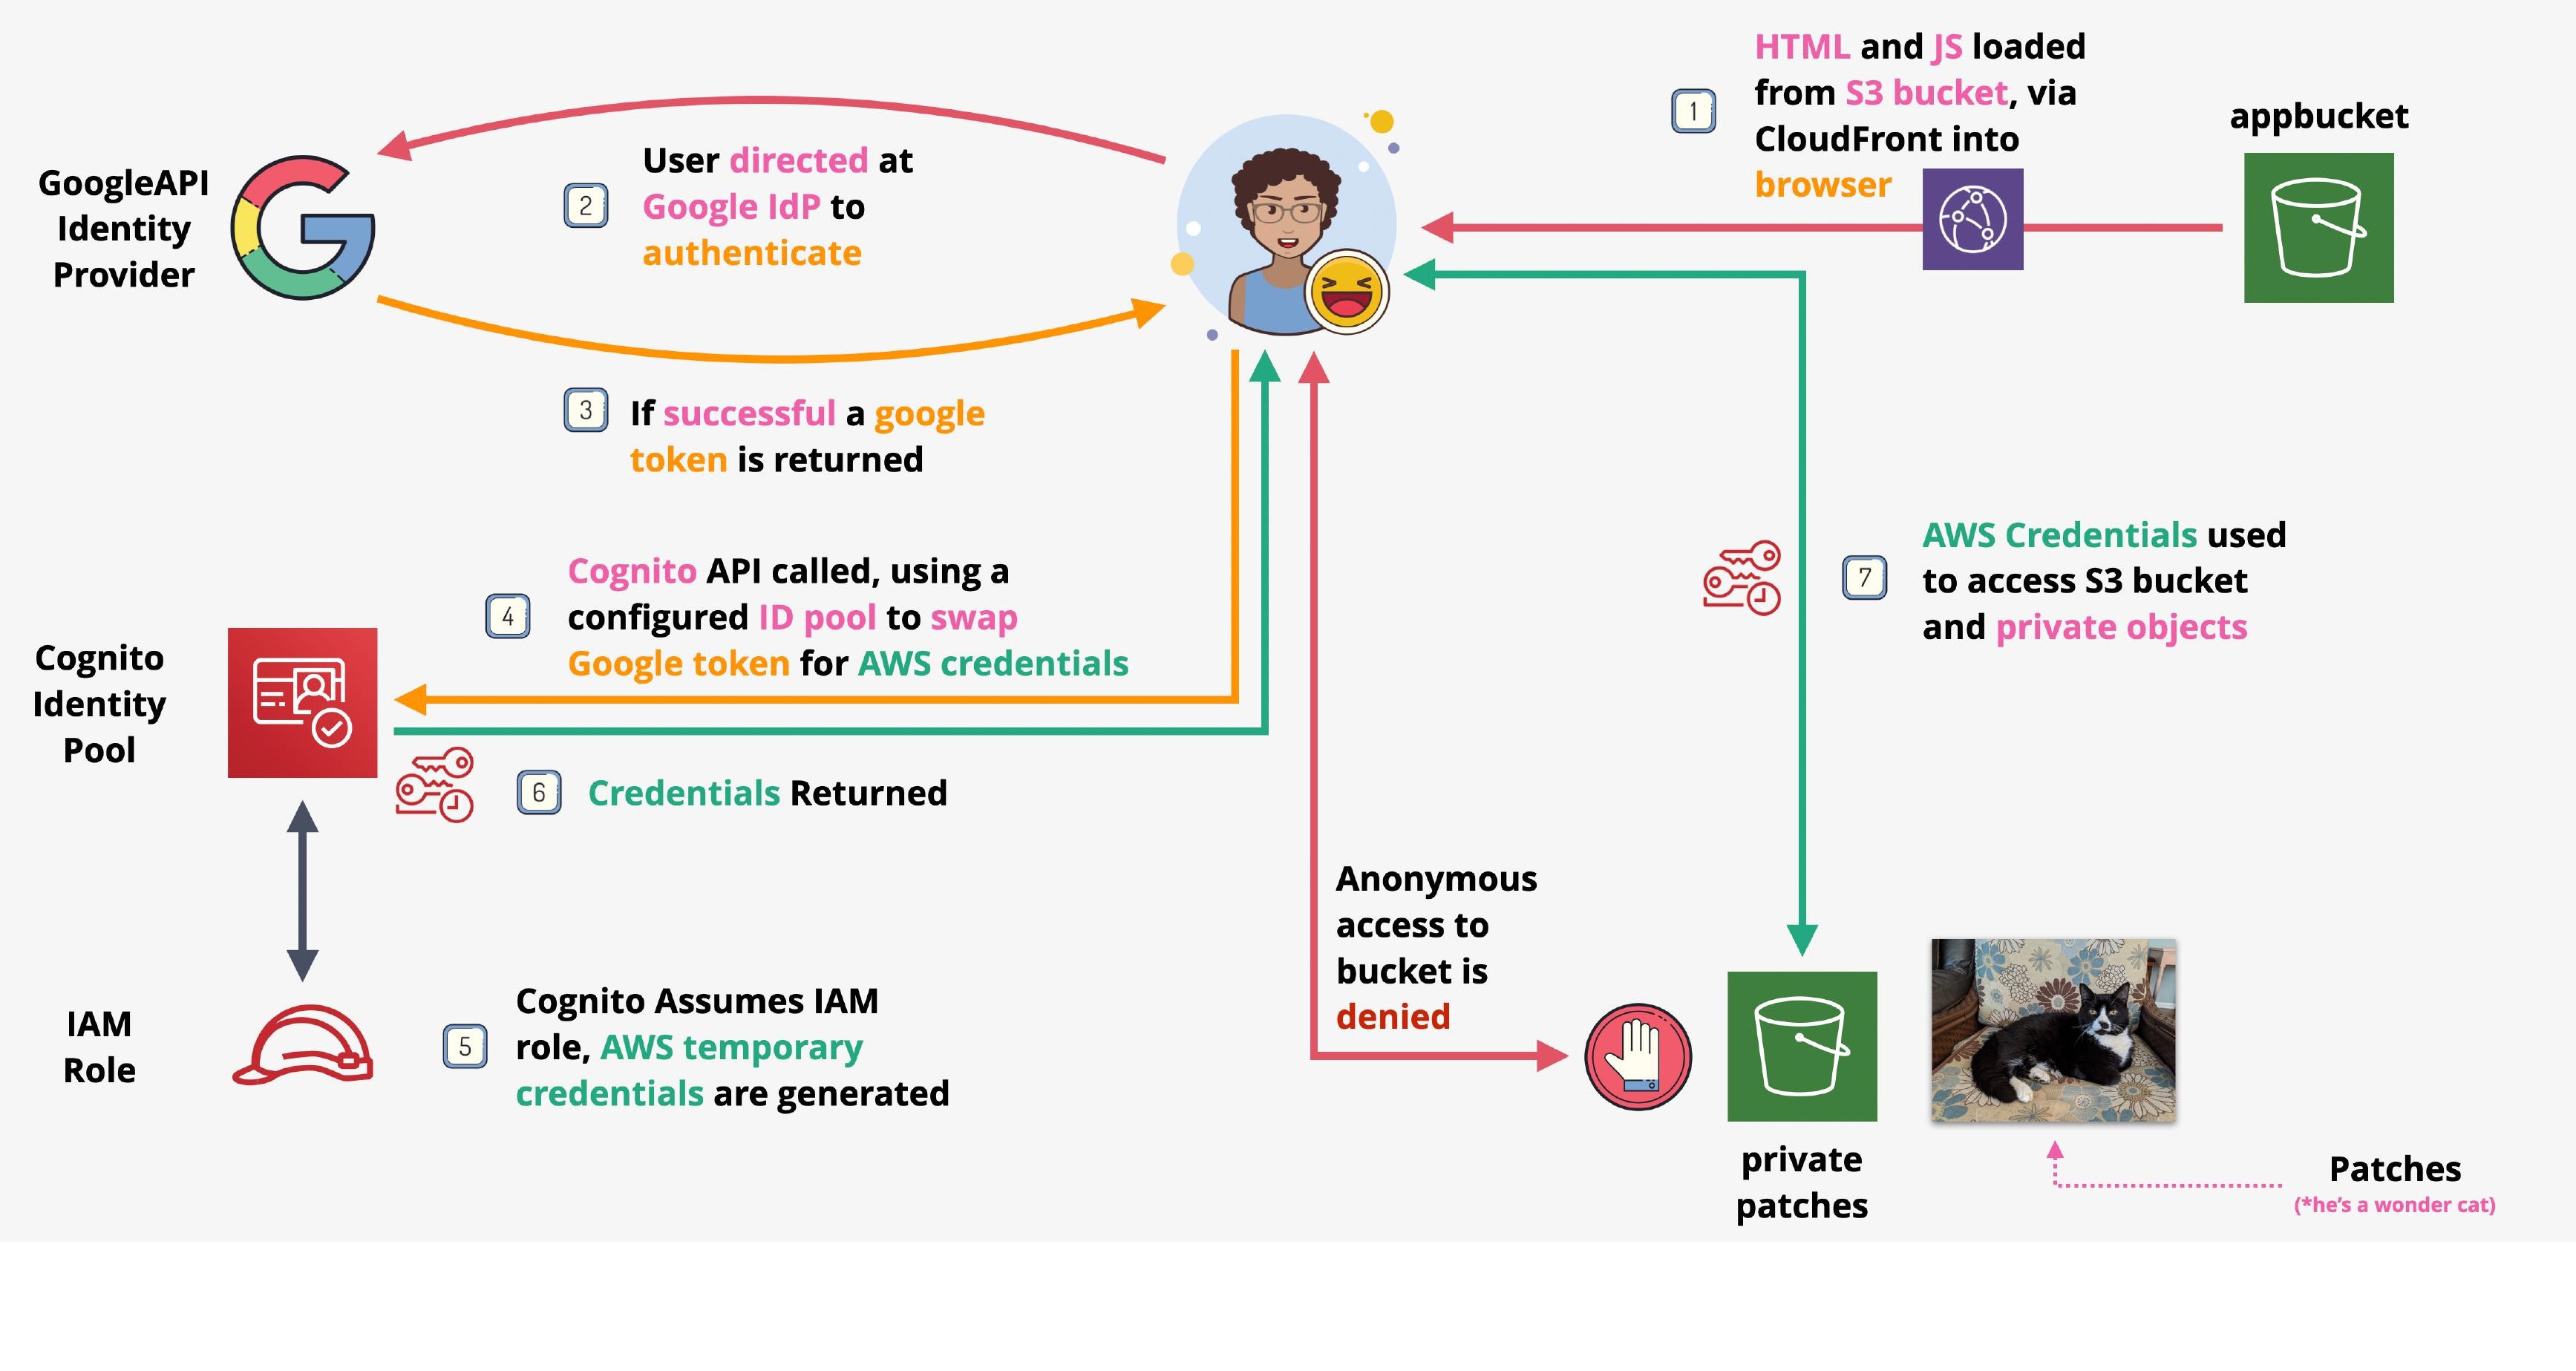 HTML and JS loaded
from S3 bucket, via
CloudFront into
browser
1
appbucket
GoogleAPI
Identity
Provider
2
User directed at
Google IdP to
authenticate
3
If successful a google
token is returned
4
Cognito API called, using a
configured ID pool to swap
Google token for AWS credentials
Cognito
Identity
Pool
6
Credentials Returned
7
AWS Credentials used
to access S3 bucket
and private objects
Anonymous
access to
bucket is
denied
IAM
Role
5
Cognito Assumes IAM
role, AWS temporary
credentials are generated
private
patches
Patches
(*he's a wonder cat)